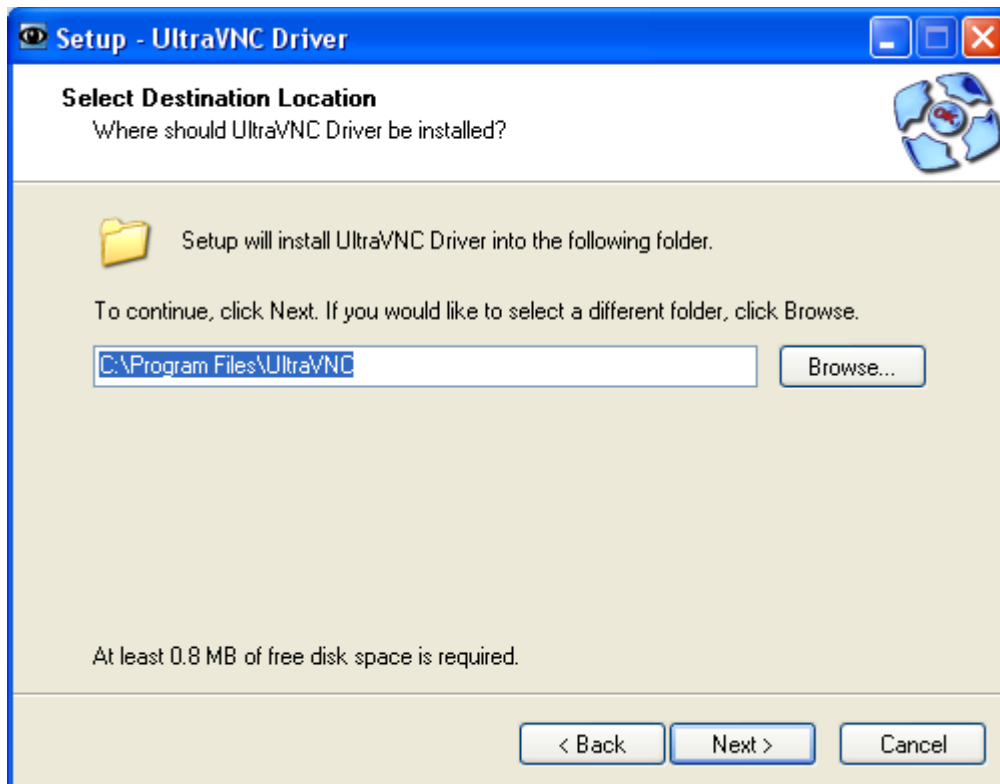 Setup - UltraVNC Driver
Select Destination Location
Where should UltraVNC Driver be installed?
OK
Setup will install UltraVNC Driver into the following folder.
To continue, click Next. If you would like to select a different folder, click Browse.
C:\Program Files\UltraVNC
Browse...
At least 0.8 MB of free disk space is required.
< Back
Next >
Cancel